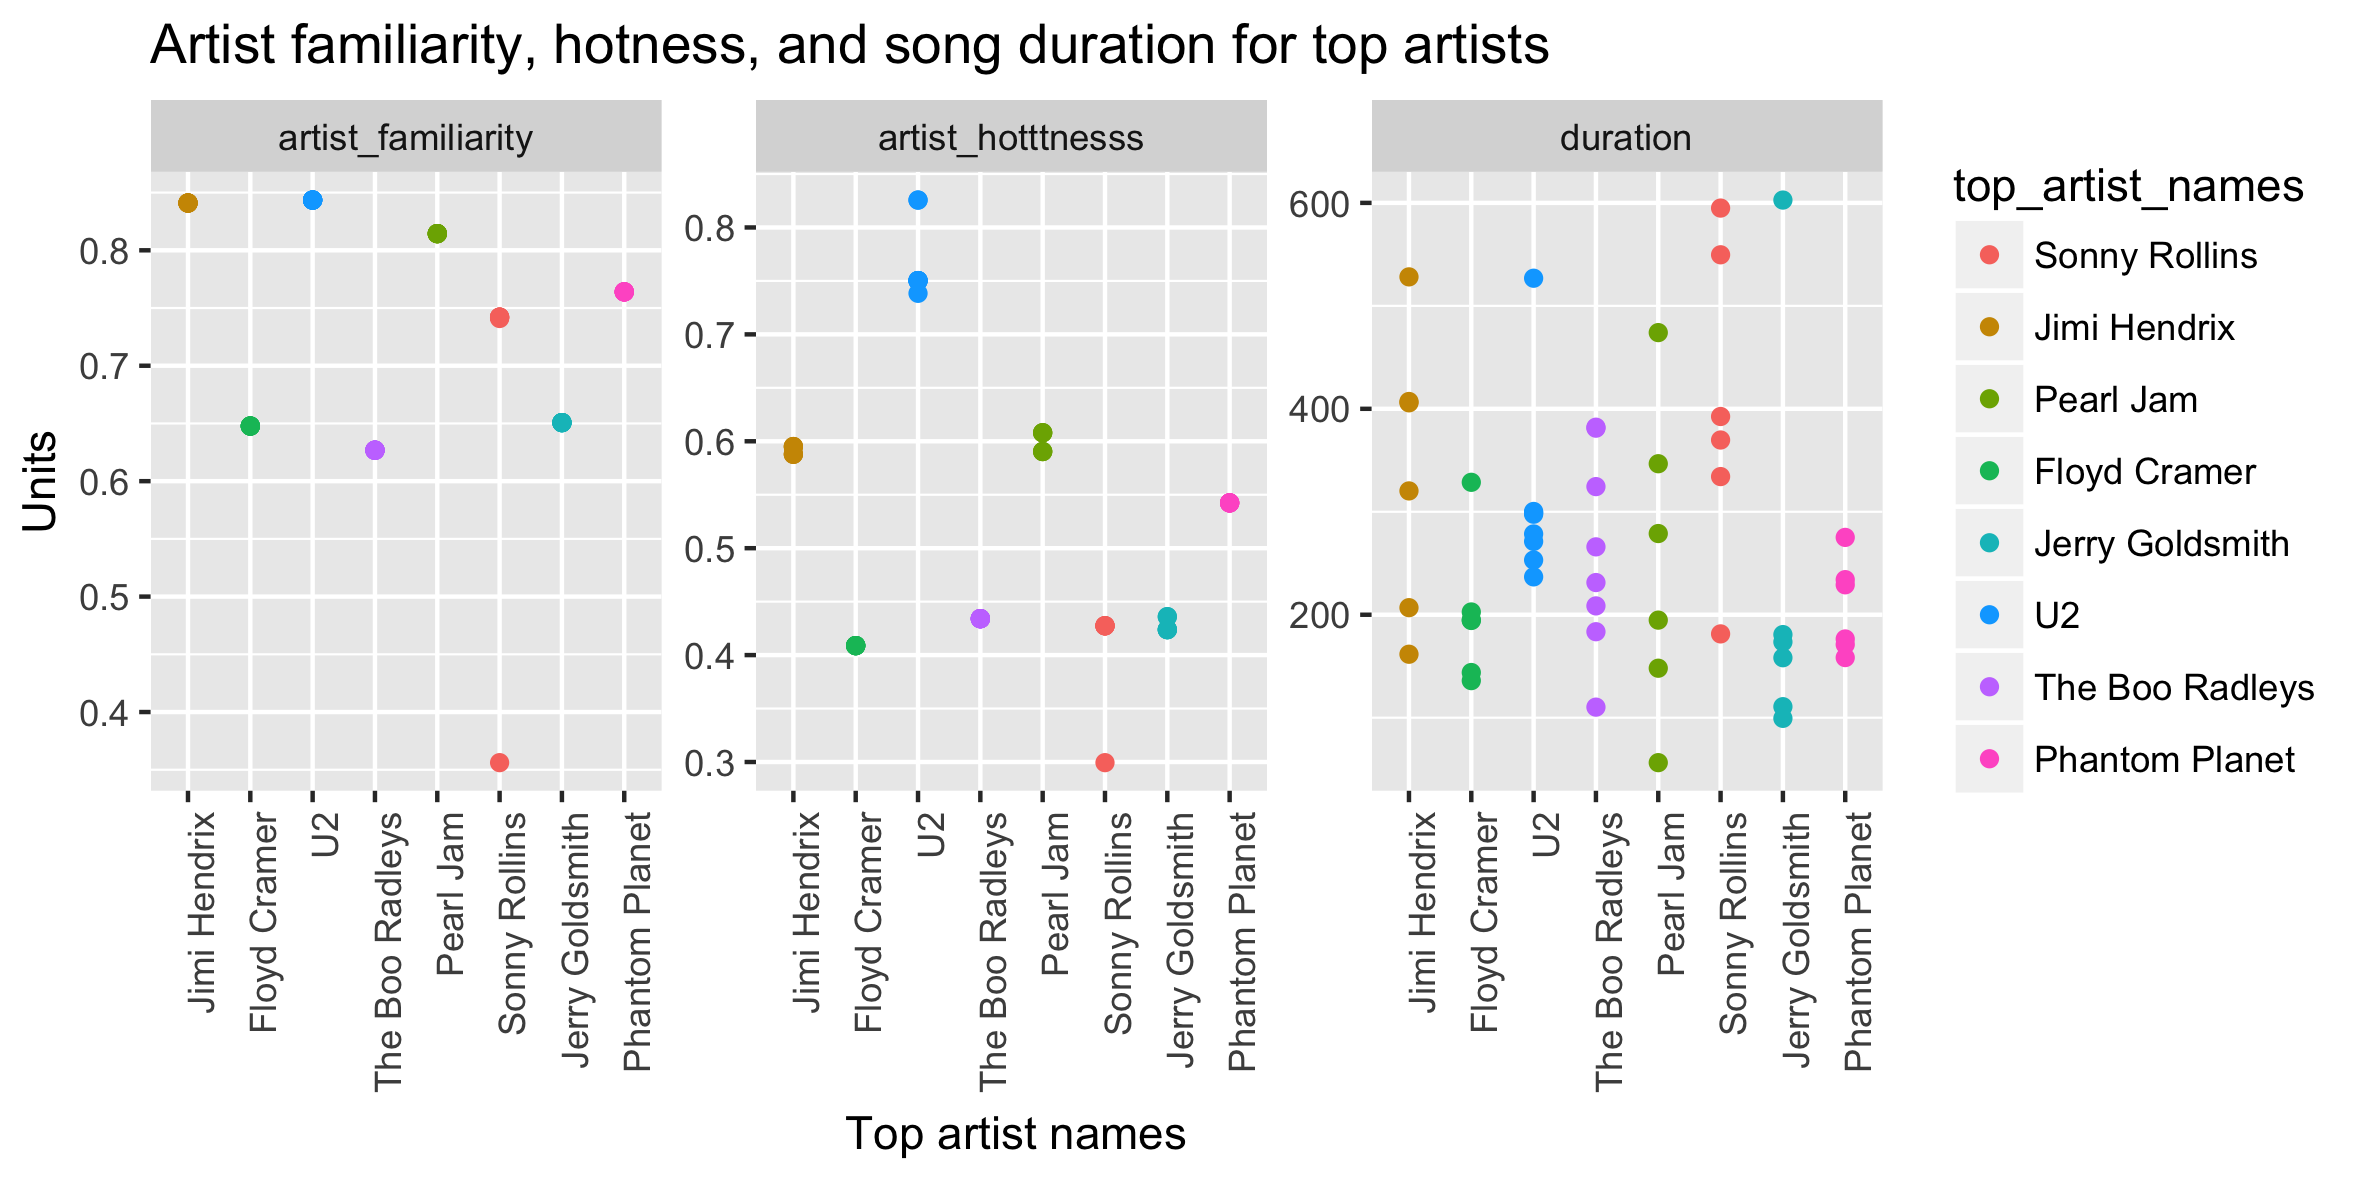 Artist familiarity, hotness, and song duration for top artists
artist_familiarity
artist_hotttnesss
duration
Units
0.8
0.7
0.6
0.5
0.4
0.8
0.7
0.6
0.5
0.4
0.3
600
400
200
Jimi Hendrix
Floyd Cramer
U2
The Boo Radleys
Pearl Jam
Sonny Rollins
Jerry Goldsmith
Phantom Planet
Jimi Hendrix
Floyd Cramer
U2
The Boo Radleys
Pearl Jam
Sonny Rollins
Jerry Goldsmith
Phantom Planet
Jimi Hendrix
Floyd Cramer
U2
The Boo Radleys
Pearl Jam
Sonny Rollins
Jerry Goldsmith
Phantom Planet
Top artist names
top_artist_names
Sonny Rollins
Jimi Hendrix
Pearl Jam
Floyd Cramer
Jerry Goldsmith
U2
The Boo Radleys
Phantom Planet